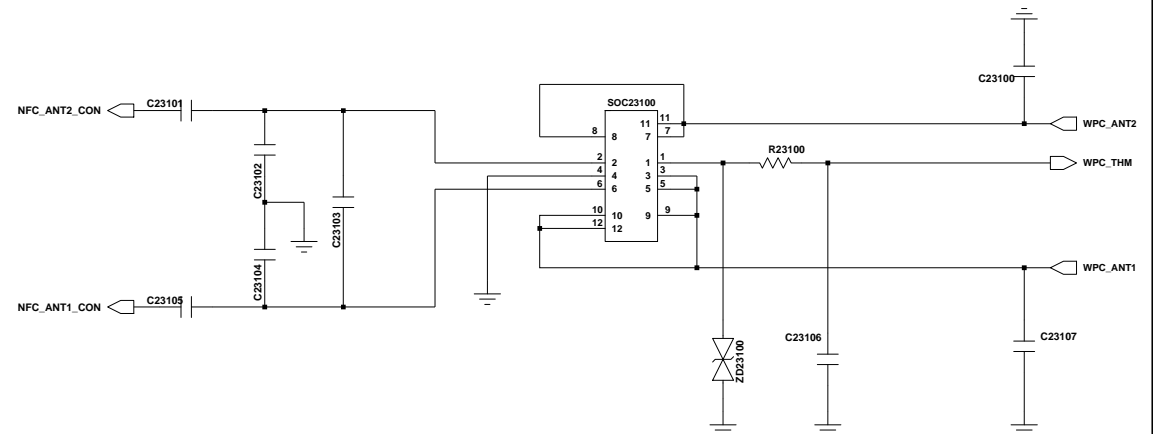 C23100
NFC_ANT2_CON
C23101
SOC23100
11
11
WPC_ANT2
8
8
7
7
R23100
2
2
1
1
WPC_THM
C23102
4
4
3
3
6
6
5
5
C23103
10
10
9
9
12
12
C23104
WPC_ANT1
NFC_ANT1_CON
C23105
ZD23100
C23106
C23107